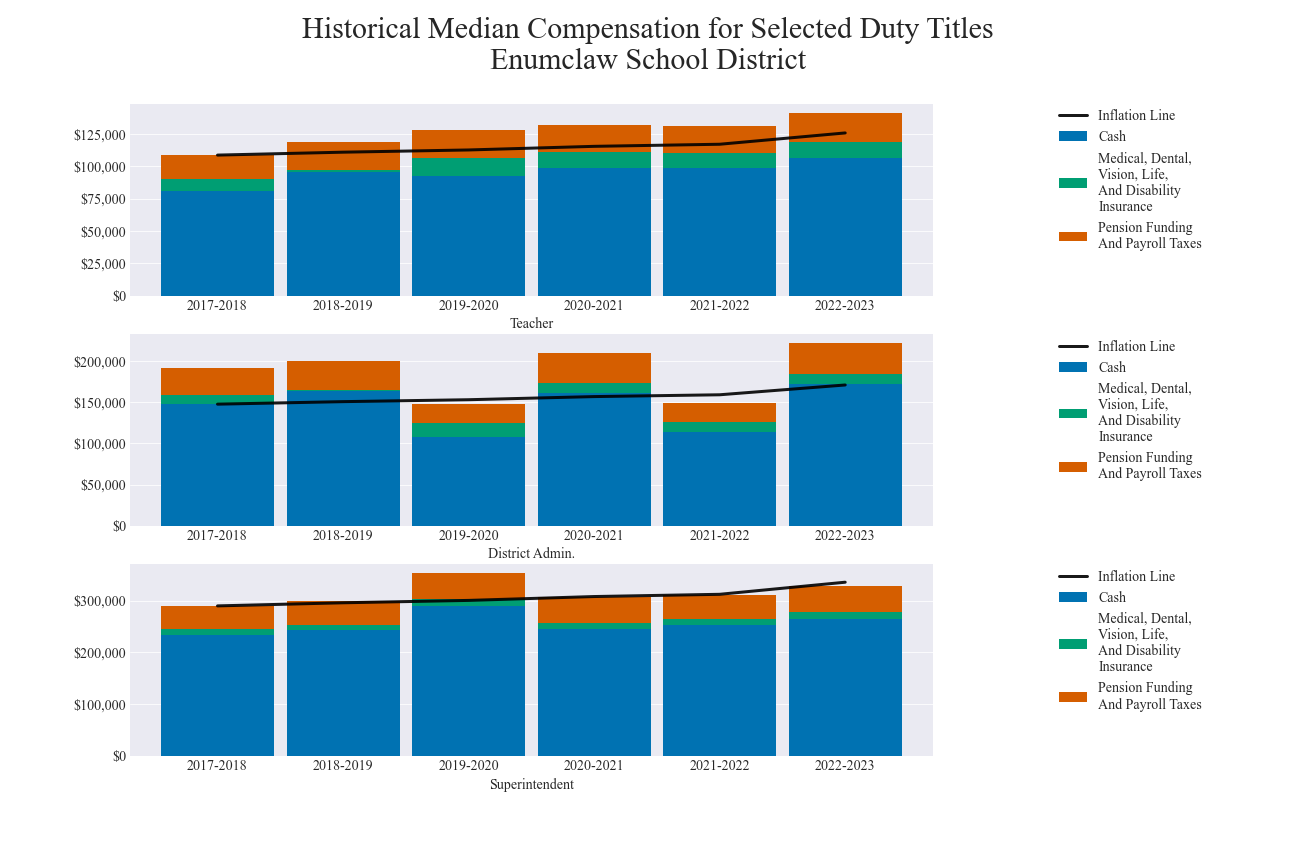 Historical Median Compensation for Selected Duty Titles
Enumclaw School District
$125,000
$100,000
$75,000
$50,000
$25,000
$0
2017-2018 2018-2019 2019-2020 2020-2021 2021-2022 2022-2023
Teacher
Inflation Line
Cash
Medical, Dental,
Vision, Life,
And Disability
Insurance
Pension Funding
And Payroll Taxes
$200,000
$150,000
$100,000
$50,000
$0
2017-2018 2018-2019 2019-2020 2020-2021 2021-2022 2022-2023
District Admin.
Inflation Line
Cash
Medical, Dental,
Vision, Life,
And Disability
Insurance
Pension Funding
And Payroll Taxes
$300,000
$200,000
$100,000
$0
2017-2018 2018-2019 2019-2020 2020-2021 2021-2022 2022-2023
Superintendent
Inflation Line
Cash
Medical, Dental,
Vision, Life,
And Disability
Insurance
Pension Funding
And Payroll Taxes